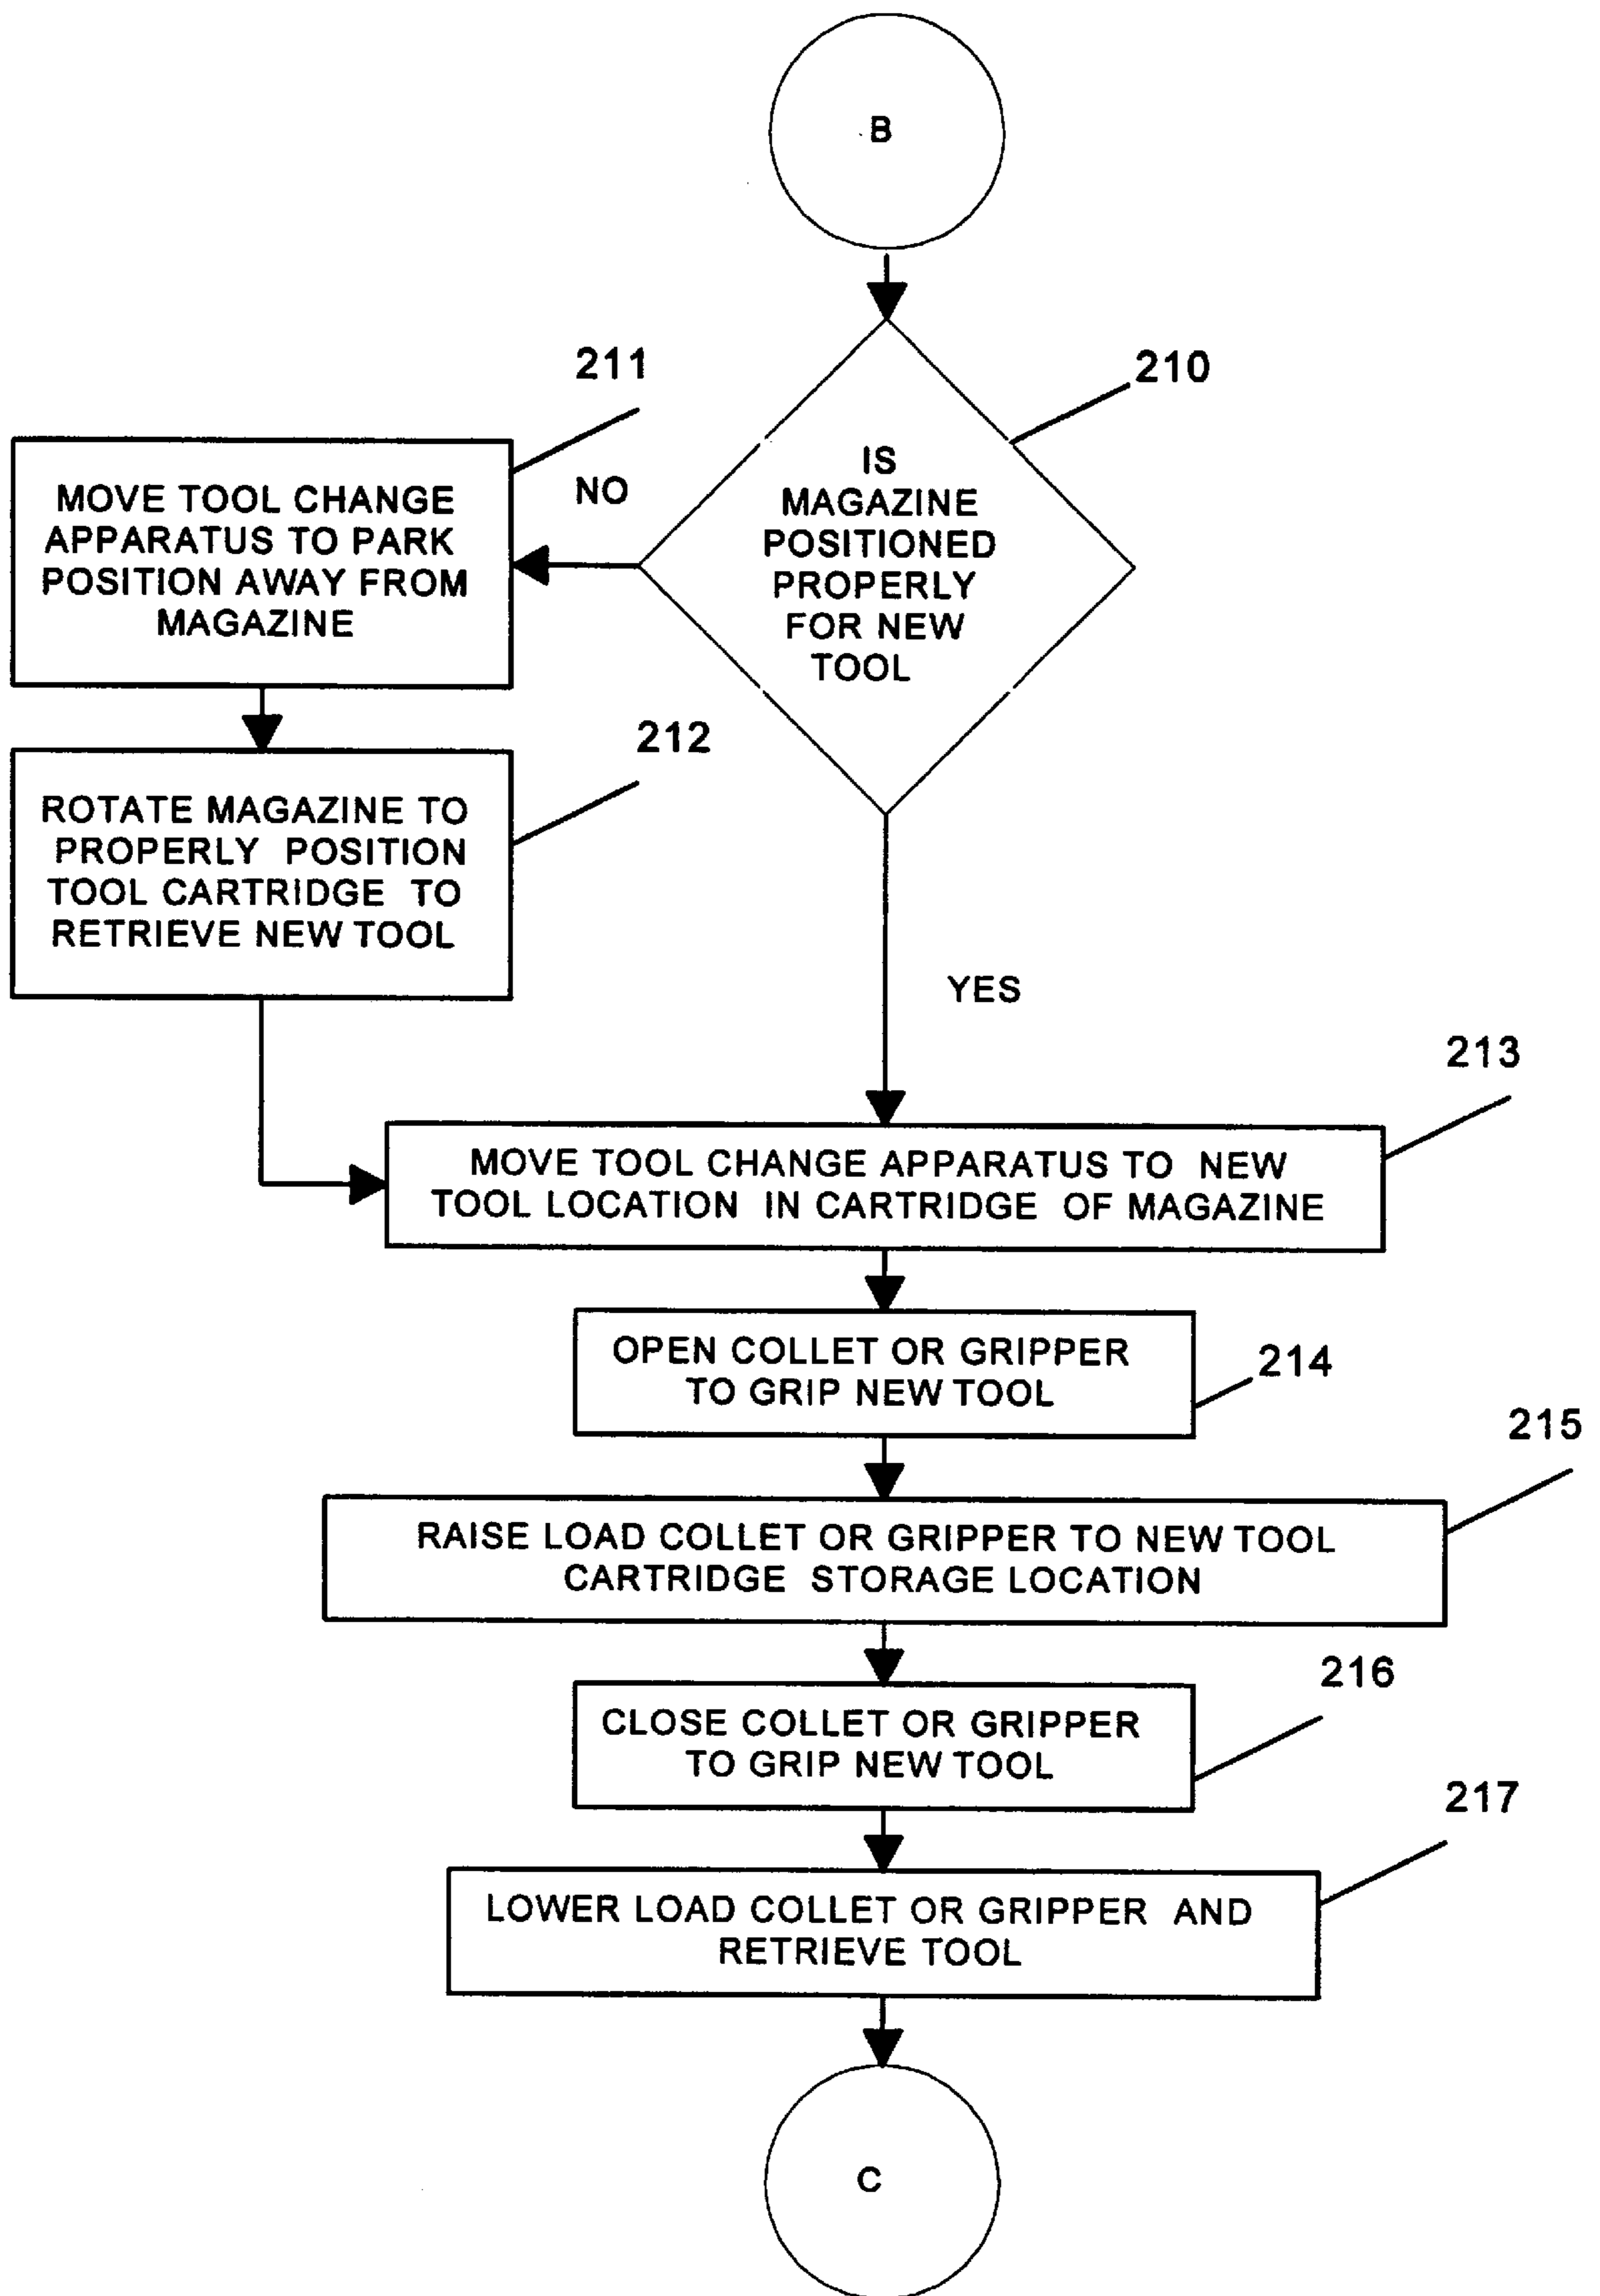 B
210
IS
MAGAZINE
POSITIONED
PROPERLY
FOR NEW
TOOL
NO
211
MOVE TOOL CHANGE
APPARATUS TO PARK
POSITION AWAY FROM
MAGAZINE
212
ROTATE MAGAZINE TO
PROPERLY POSITION
TOOL CARTRIDGE TO
RETRIEVE NEW TOOL
YES
213
MOVE TOOL CHANGE APPARATUS TO NEW
TOOL LOCATION IN CARTRIDGE OF MAGAZINE
OPEN COLLET OR GRIPPER
TO GRIP NEW TOOL
214
215
RAISE LOAD COLLET OR GRIPPER TO NEW TOOL
CARTRIDGE STORAGE LOCATION
216
CLOSE COLLET OR GRIPPER
TO GRIP NEW TOOL
217
LOWER LOAD COLLET OR GRIPPER AND
RETRIEVE TOOL
C